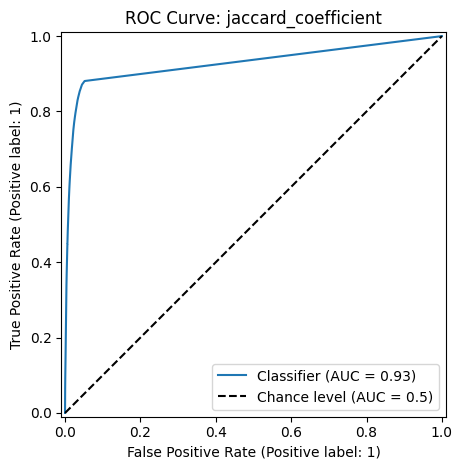 ROC Curve: jaccard_coefficient
True Positive Rate (Positive label: 1)
1.0
0.8
0.6
0.4
0.2
0.0
Classifier (AUC = 0.93)
Chance level (AUC = 0.5)
0.0 0.2 0.4 0.6 0.8 1.0
False Positive Rate (Positive label: 1)